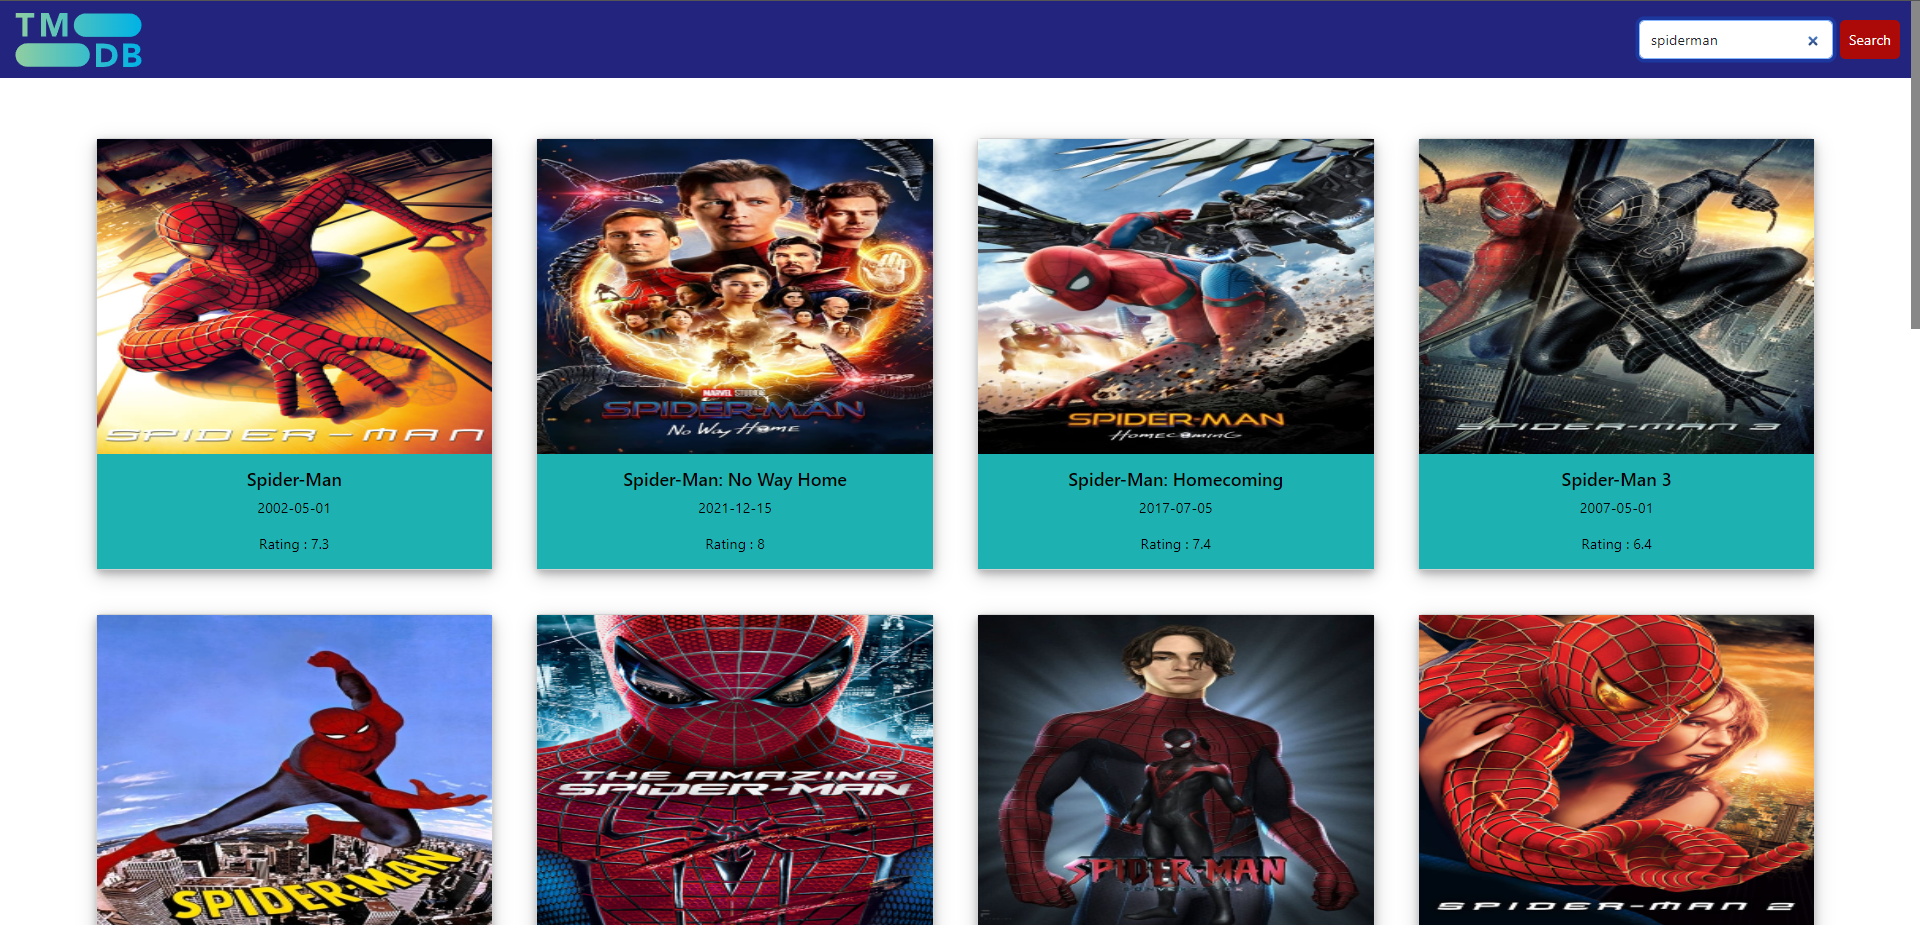 TM
DB
spiderman
Search
SPIDER-MAN
MARVEL STUDIOS
SPIDER-MAN
No Way Home
SPIDER-MAN
HOMECOMING
SPIDER-MAN 3
Spider-Man
2002-05-01
Rating : 7.3
Spider-Man: No Way Home
2021-12-15
Rating : 8
Spider-Man: Homecoming
2017-07-05
Rating : 7.4
Spider-Man 3
2007-05-01
Rating : 6.4
SPIDER-MAN
THE AMAZING
SPIDER-MAN
SPIDER-MAN
SPIDER-MAN 2